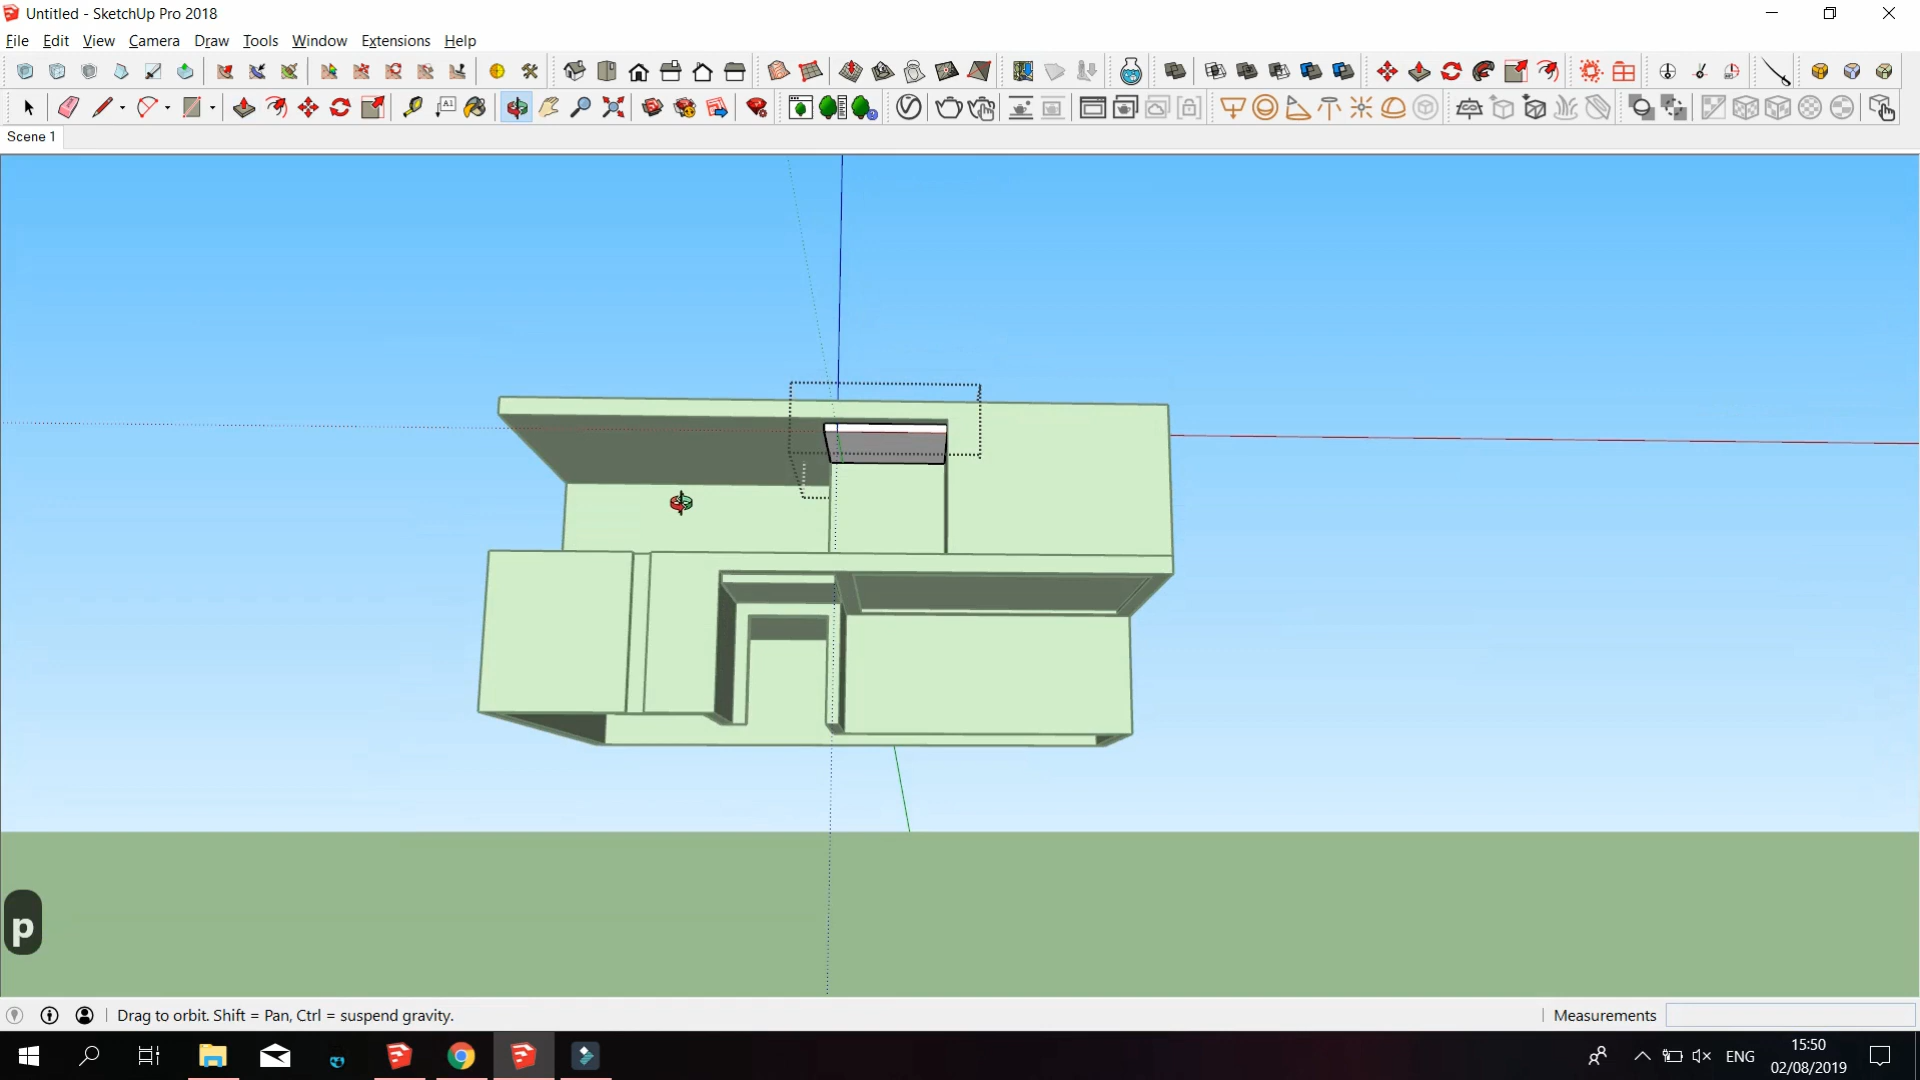 Untitled - SketchUp Pro 2018
File Edit View Camera Draw Tools Window Extensions Help
Scene 1
p
Drag to orbit. Shift = Pan, Ctrl = suspend gravity.
Measurements
ENG
15:50
02/08/2019